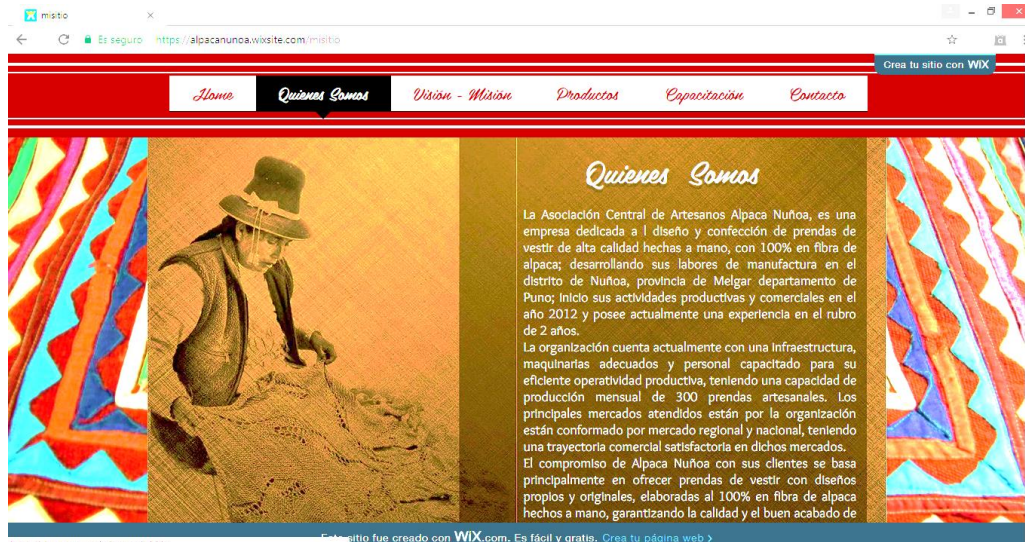 misitio
Es seguro https://alpacanunoa.wixsite.com/misitio
Crea tu sitio con WiX
Home Quienes Somos Visión - Misión Productos Capacitación Contacto
Quienes Somos
La Asociación Central de Artesanos Alpaca Nuñoa, es una
empresa dedicada a l diseño y confección de prendas de
vestir de alta calidad hechas a mano, con 100% en fibra de
alpaca; desarrollando sus labores de manufactura en el
distrito de Nuñoa, provincia de Melgar departamento de
Puno; inicio sus actividades productivas y comerciales en el
año 2012 y posee actualmente una experiencia en el rubro
de 2 años.
La organización cuenta actualmente con una infraestructura,
maquinarias adecuados y personal capacitado para su
eficiente operatividad productiva, teniendo una capacidad de
producción mensual de 300 prendas artesanales. Los
principales mercados atendidos están por la organización
están conformado por mercado regional y nacional, teniendo
una trayectoria comercial satisfactoria en dichos mercados.
El compromiso de Alpaca Nuñoa con sus clientes se basa
principalmente en ofrecer prendas de vestir con diseños
propios y originales, elaboradas al 100% en fibra de alpaca
hechos a mano, garantizando la calidad y el buen acabado de
Este sitio fue creado con WiX.com. Es fácil y gratis. Crea tu página web >